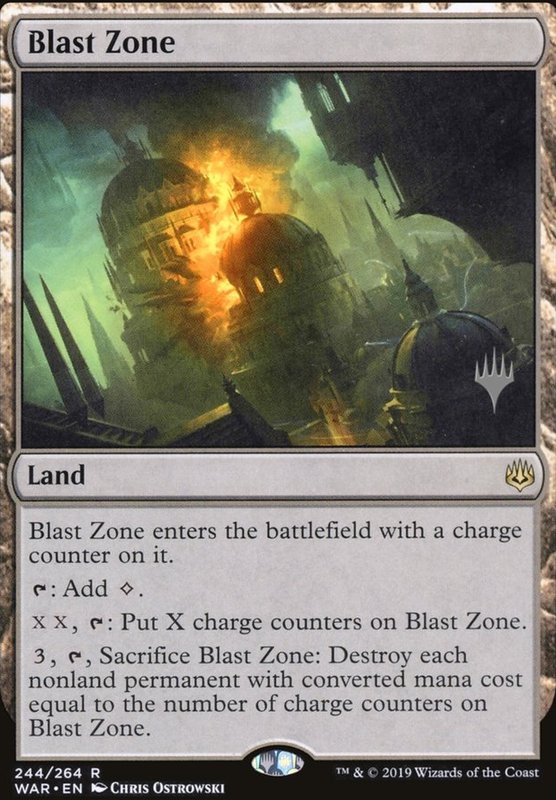 Blast Zone
Land
Blast Zone enters the battlefield with a charge
counter on it.
: Add .
X X, : Put X charge counters on Blast Zone.
3, , Sacrifice Blast Zone: Destroy each
nonland permanent with converted mana cost
equal to the number of charge counters on
Blast Zone.
244/264 R
WAR • EN Chris Ostrowski
™ & © 2019 Wizards of the Coast